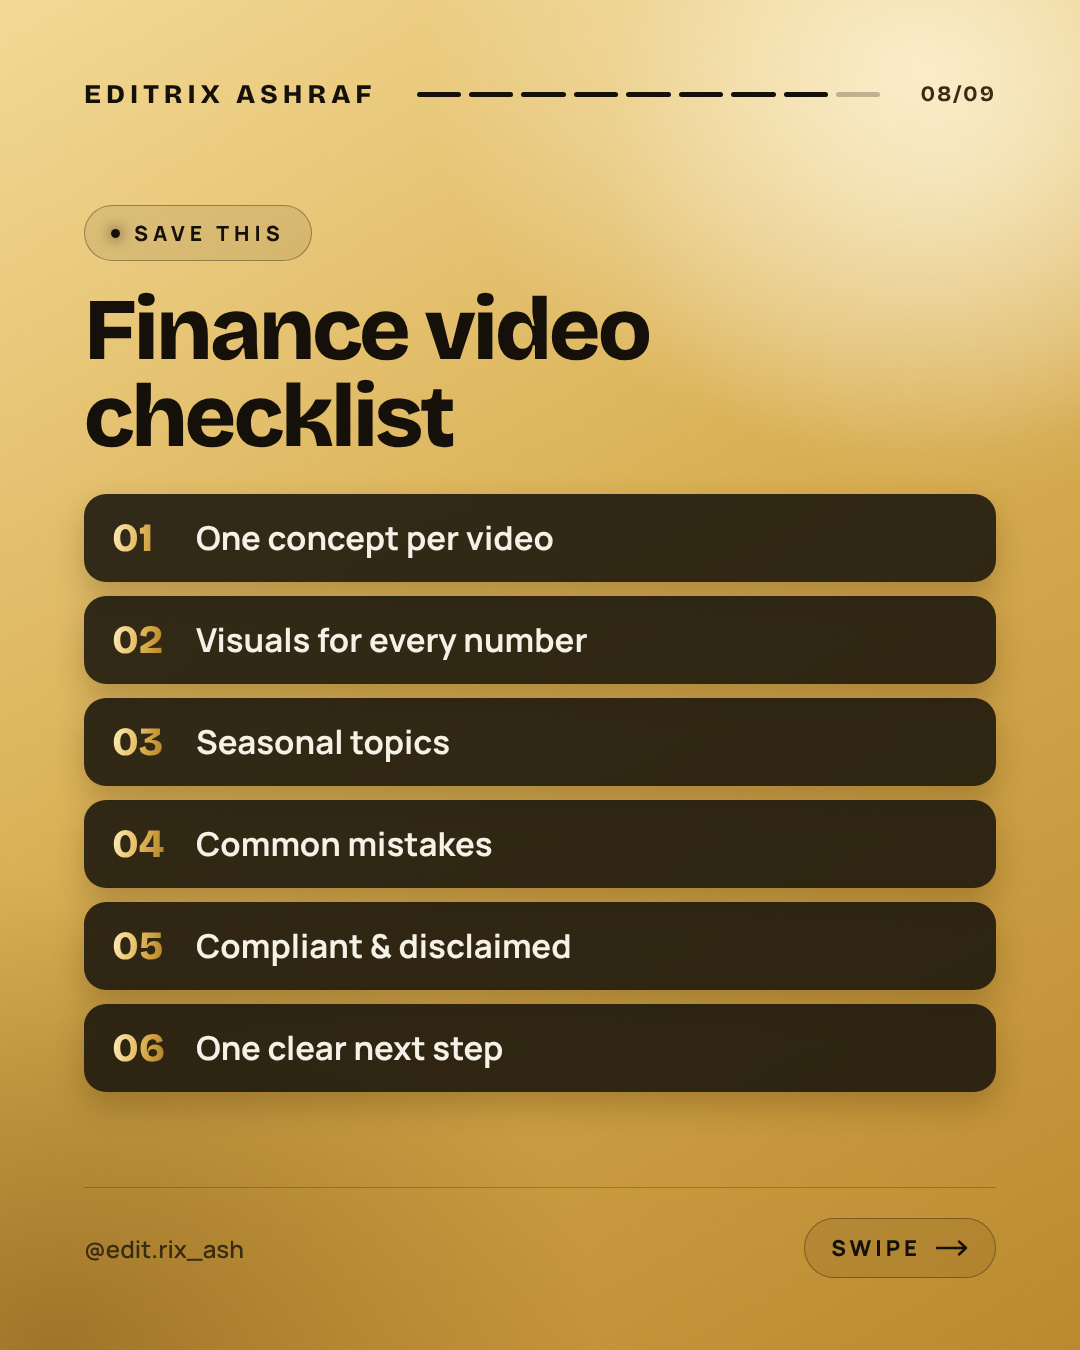 EDITRIX ASHRAF
08/09
SAVE THIS
Finance video
checklist
01 One concept per video
02 Visuals for every number
03 Seasonal topics
04 Common mistakes
05 Compliant & disclaimed
06 One clear next step
@edit.rix_ash
SWIPE →